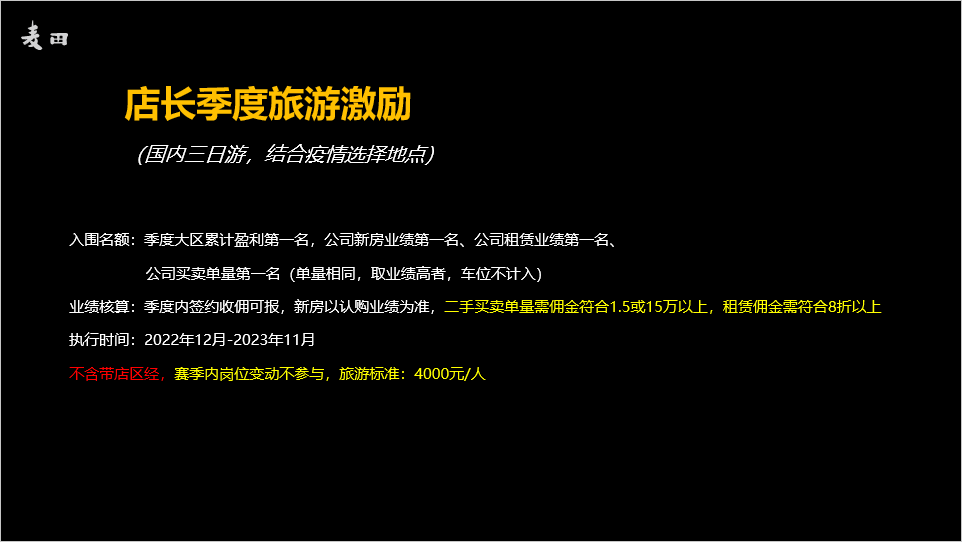 麦田
店长季度旅游激励
（国内三日游，结合疫情选择地点）
入围名额：季度大区累计盈利第一名，公司新房业绩第一名、公司租赁业绩第一名、
公司买卖单量第一名（单量相同，取业绩高者，车位不计入）
业绩核算：季度内签约收佣可报，新房以认购业绩为准，二手买卖单量需佣金符合1.5或15万以上，租赁佣金需符合8折以上
执行时间：2022年12月-2023年11月
不含带店区经，赛季内岗位变动不参与，旅游标准：4000元/人